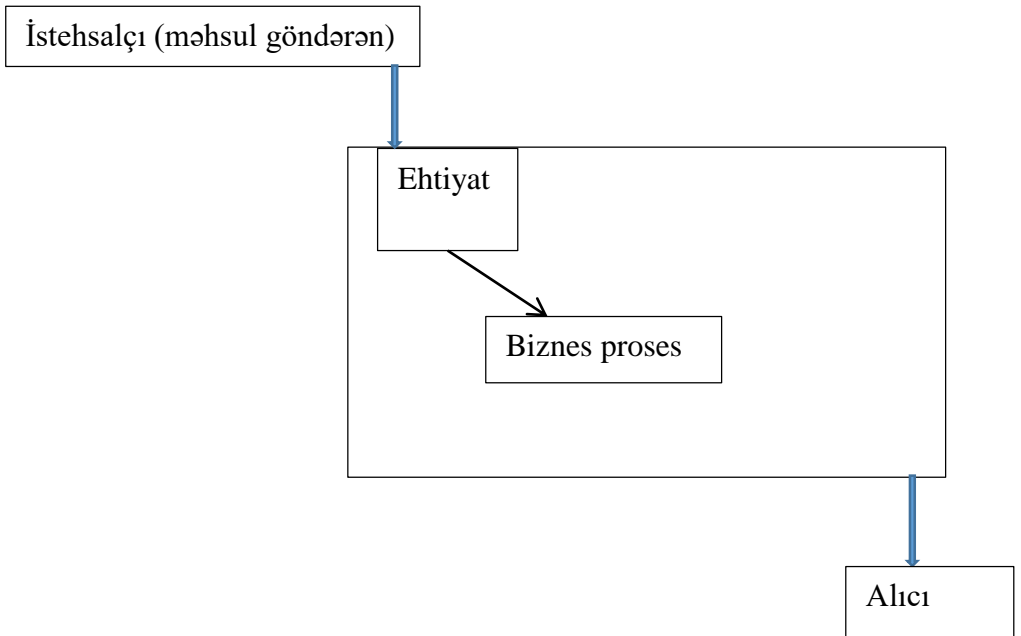 İstehsalçı (məhsul göndərən)
Ehtiyat
Biznes proses
Alıcı